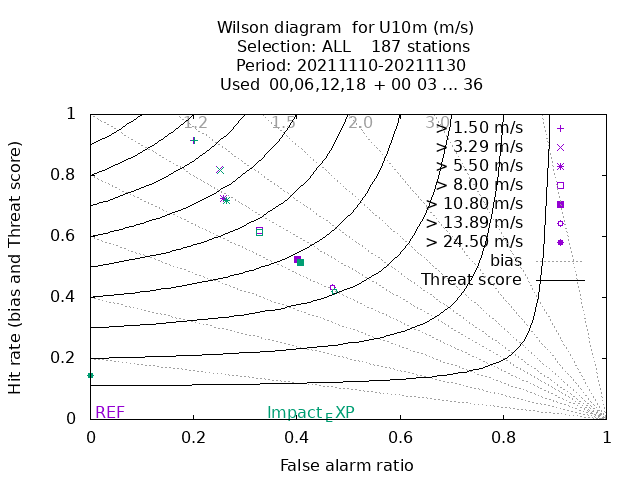 Wilson diagram  for U10m (m/s)
Selection: ALL    187 stations
Period: 20211110-20211130
Used  00,06,12,18  + 00 03 ... 36
1.2 1.5 2.0 3.0
> 1.50 m/s
> 3.29 m/s
> 5.50 m/s
> 8.00 m/s
> 10.80 m/s
> 13.89 m/s
> 24.50 m/s
bias
Threat score
Hit rate (bias and Threat score)
1
0.8
0.6
0.4
0.2
0
REF Impact_EXP
0 0.2 0.4 0.6 0.8 1
False alarm ratio